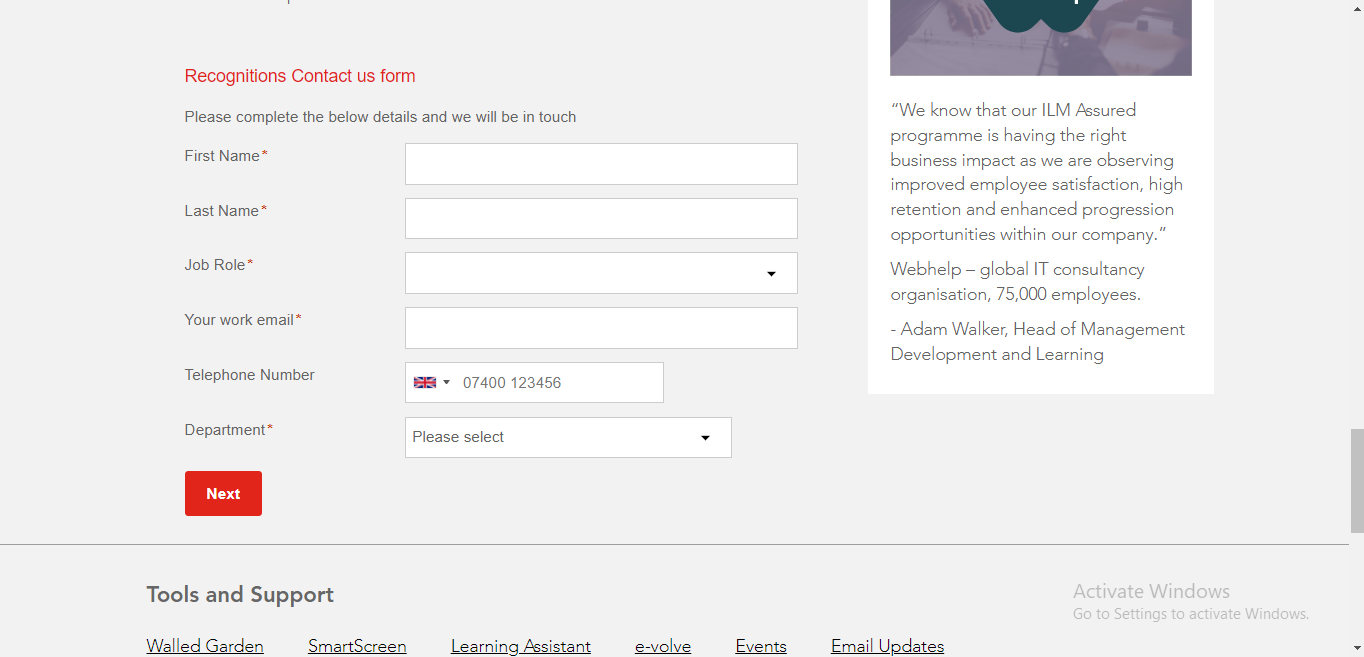 Recognitions Contact us form
Please complete the below details and we will be in touch
First Name*
Last Name*
Job Role*
Your work email*
Telephone Number
07400 123456
Department*
Please select
Next
“We know that our ILM Assured
programme is having the right
business impact as we are observing
improved employee satisfaction, high
retention and enhanced progression
opportunities within our company.”
Webhelp – global IT consultancy
organisation, 75,000 employees.
- Adam Walker, Head of Management
Development and Learning
Tools and Support
Walled Garden
SmartScreen
Learning Assistant
e-volve
Events
Email Updates
Activate Windows
Go to Settings to activate Windows.